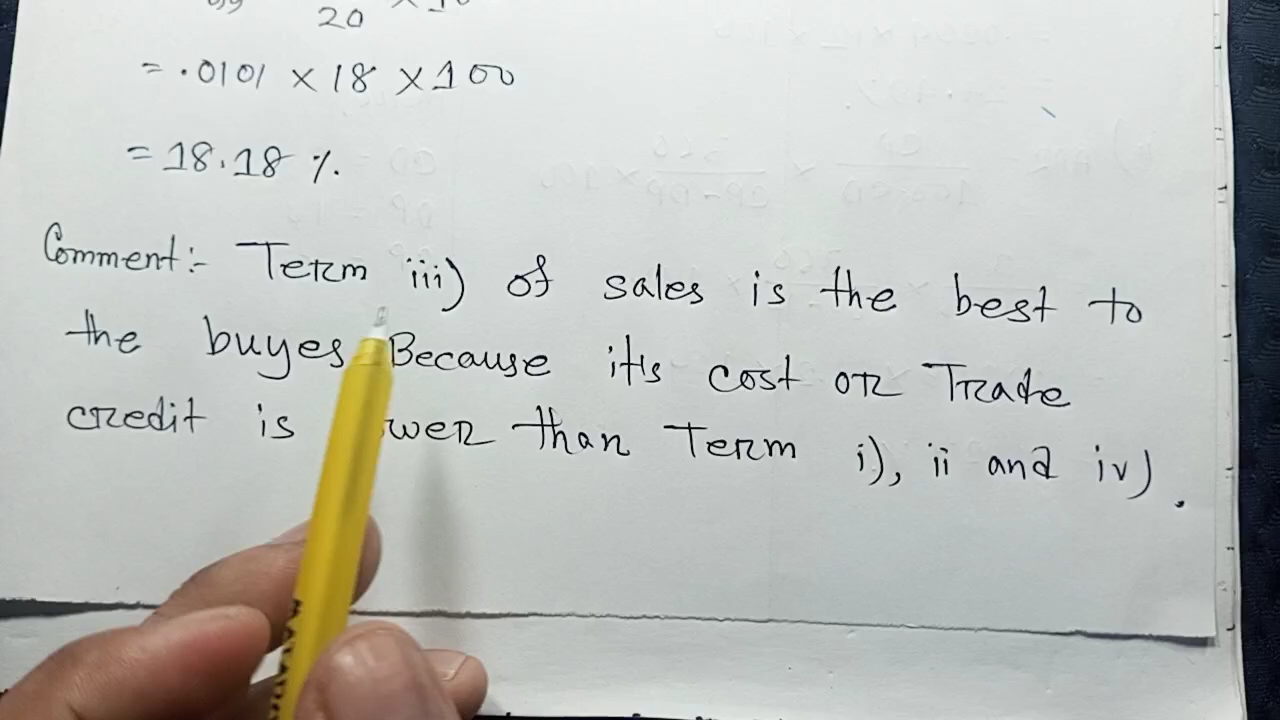 20
= .0101 × 18 × 100
= 18.18 %.
Comment:- Term iii) of sales is the best to
the buyes Because it's cost or Trade
credit is than Term i), ii and iv).